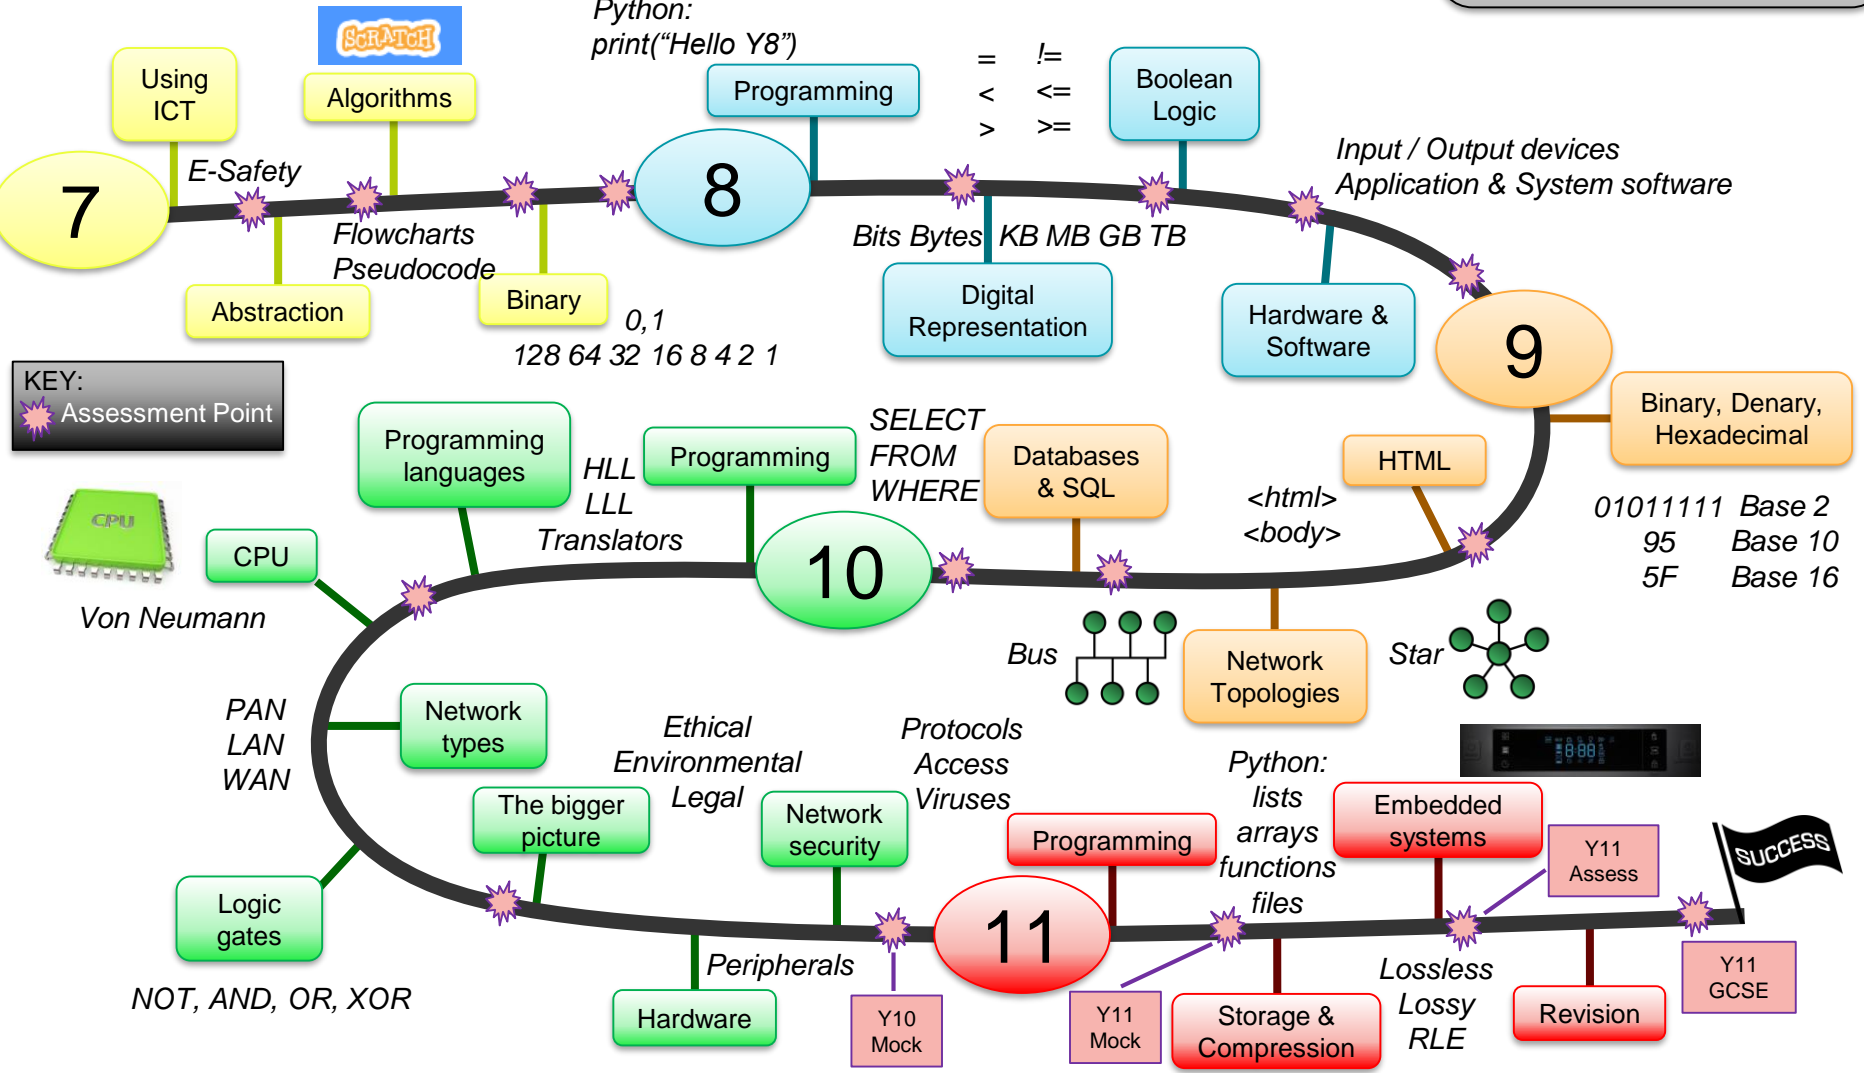 Python:
print(“Hello Y8”)
SCRATCH
Using
ICT
Algorithms
Programming
= !=
< <=
> >=
Boolean
Logic
7
E-Safety
8
Input / Output devices
Application & System software
Flowcharts
Pseudocode
Bits Bytes KB MB GB TB
Abstraction
Binary
0,1
128 64 32 16 8 4 2 1
Digital
Representation
Hardware &
Software
9
KEY:
Assessment Point
Binary, Denary,
Hexadecimal
01011111 Base 2
95 Base 10
5F Base 16
HTML
<html>
<body>
Databases
& SQL
SELECT
FROM
WHERE
Network
Topologies
Bus
Star
10
Programming
Programming
languages
HLL
LLL
Translators
CPU
CPU
Von Neumann
Network
types
PAN
LAN
WAN
Logic
gates
NOT, AND, OR, XOR
The bigger
picture
Ethical
Environmental
Legal
Hardware
Peripherals
Network
security
Protocols
Access
Viruses
Y10
Mock
11
Programming
Python:
lists
arrays
functions
files
Y11
Mock
Storage &
Compression
Lossless
Lossy
RLE
Embedded
systems
Y11
Assess
Revision
Y11
GCSE
SUCCESS